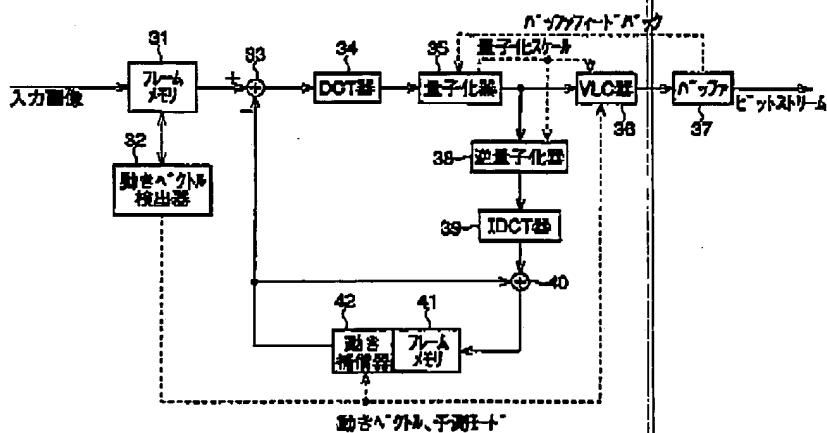 バッファフィードバック
31
33
34
35
量子化スケール
入力画像
フレーム
メモリ
+
-
DCT器
量子化器
VLC器
バッファ
ビットストリーム
36
37
32
動きベクトル
検出器
38
逆量子化器
39
IDCT器
40
42
41
動き
補償器
フレーム
メモリ
動きベクトル、予測モード